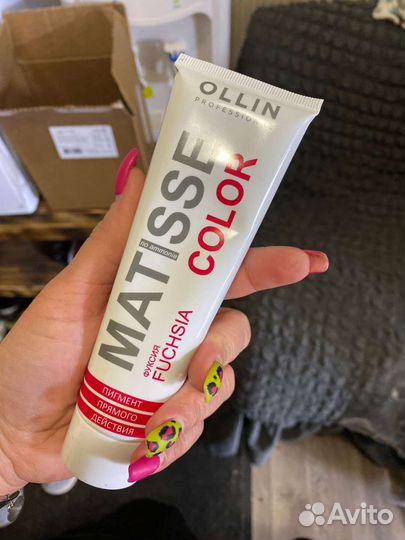 OLLIN
PROFESSIONAL
MATISSE
no ammonia
COLOR
ФУКСИЯ
FUCHSIA
ПИГМЕНТ
ПРЯМОГО
ДЕЙСТВИЯ
Avito